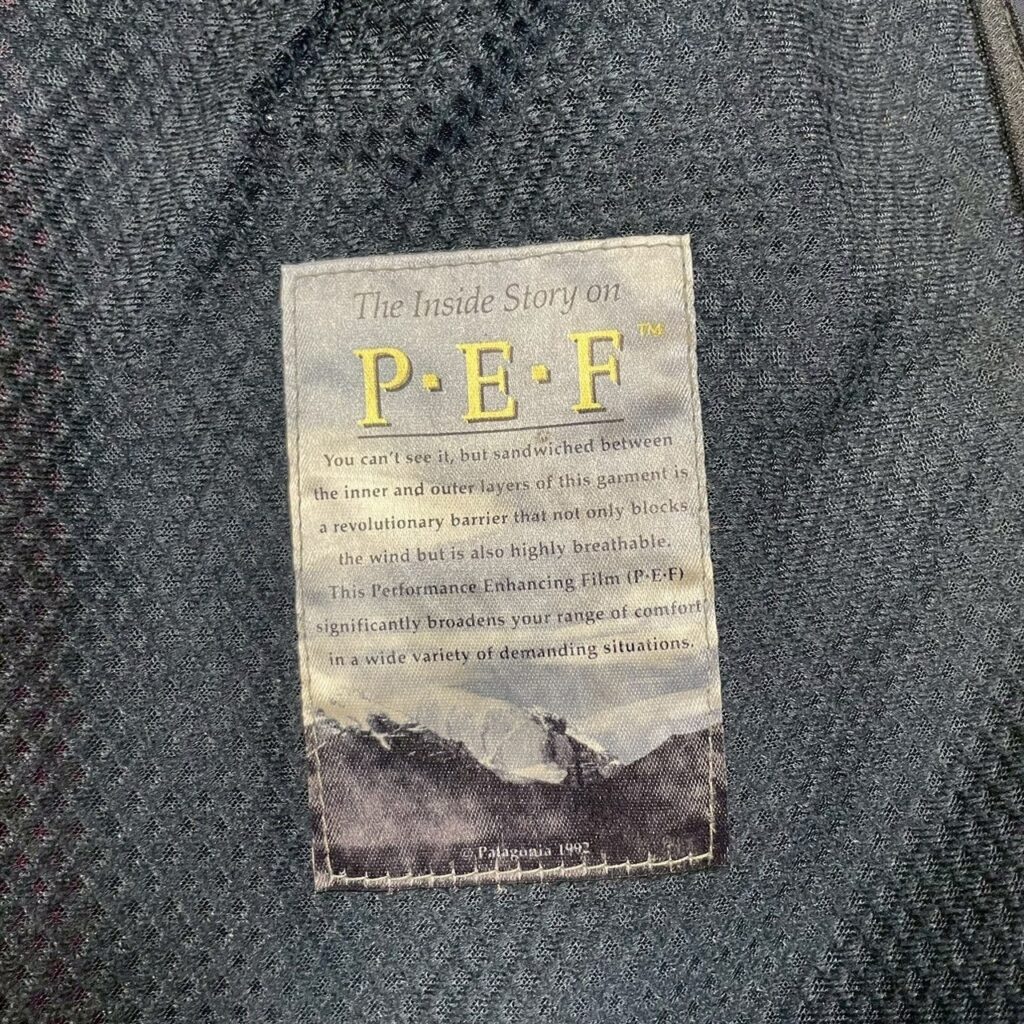 The Inside Story on
P·E·F™
You can't see it, but sandwiched between
the inner and outer layers of this garment is
a revolutionary barrier that not only blocks
the wind but is also highly breathable.
This Performance Enhancing Film (P·E·F)
significantly broadens your range of comfort
in a wide variety of demanding situations.
© Patagonia 1992